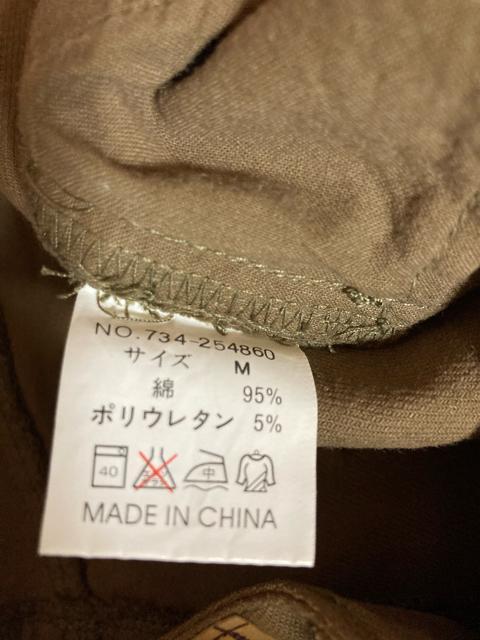 NO.734-254860
サイズ M
綿 95%
ポリウレタン 5%
40 中
MADE IN CHINA